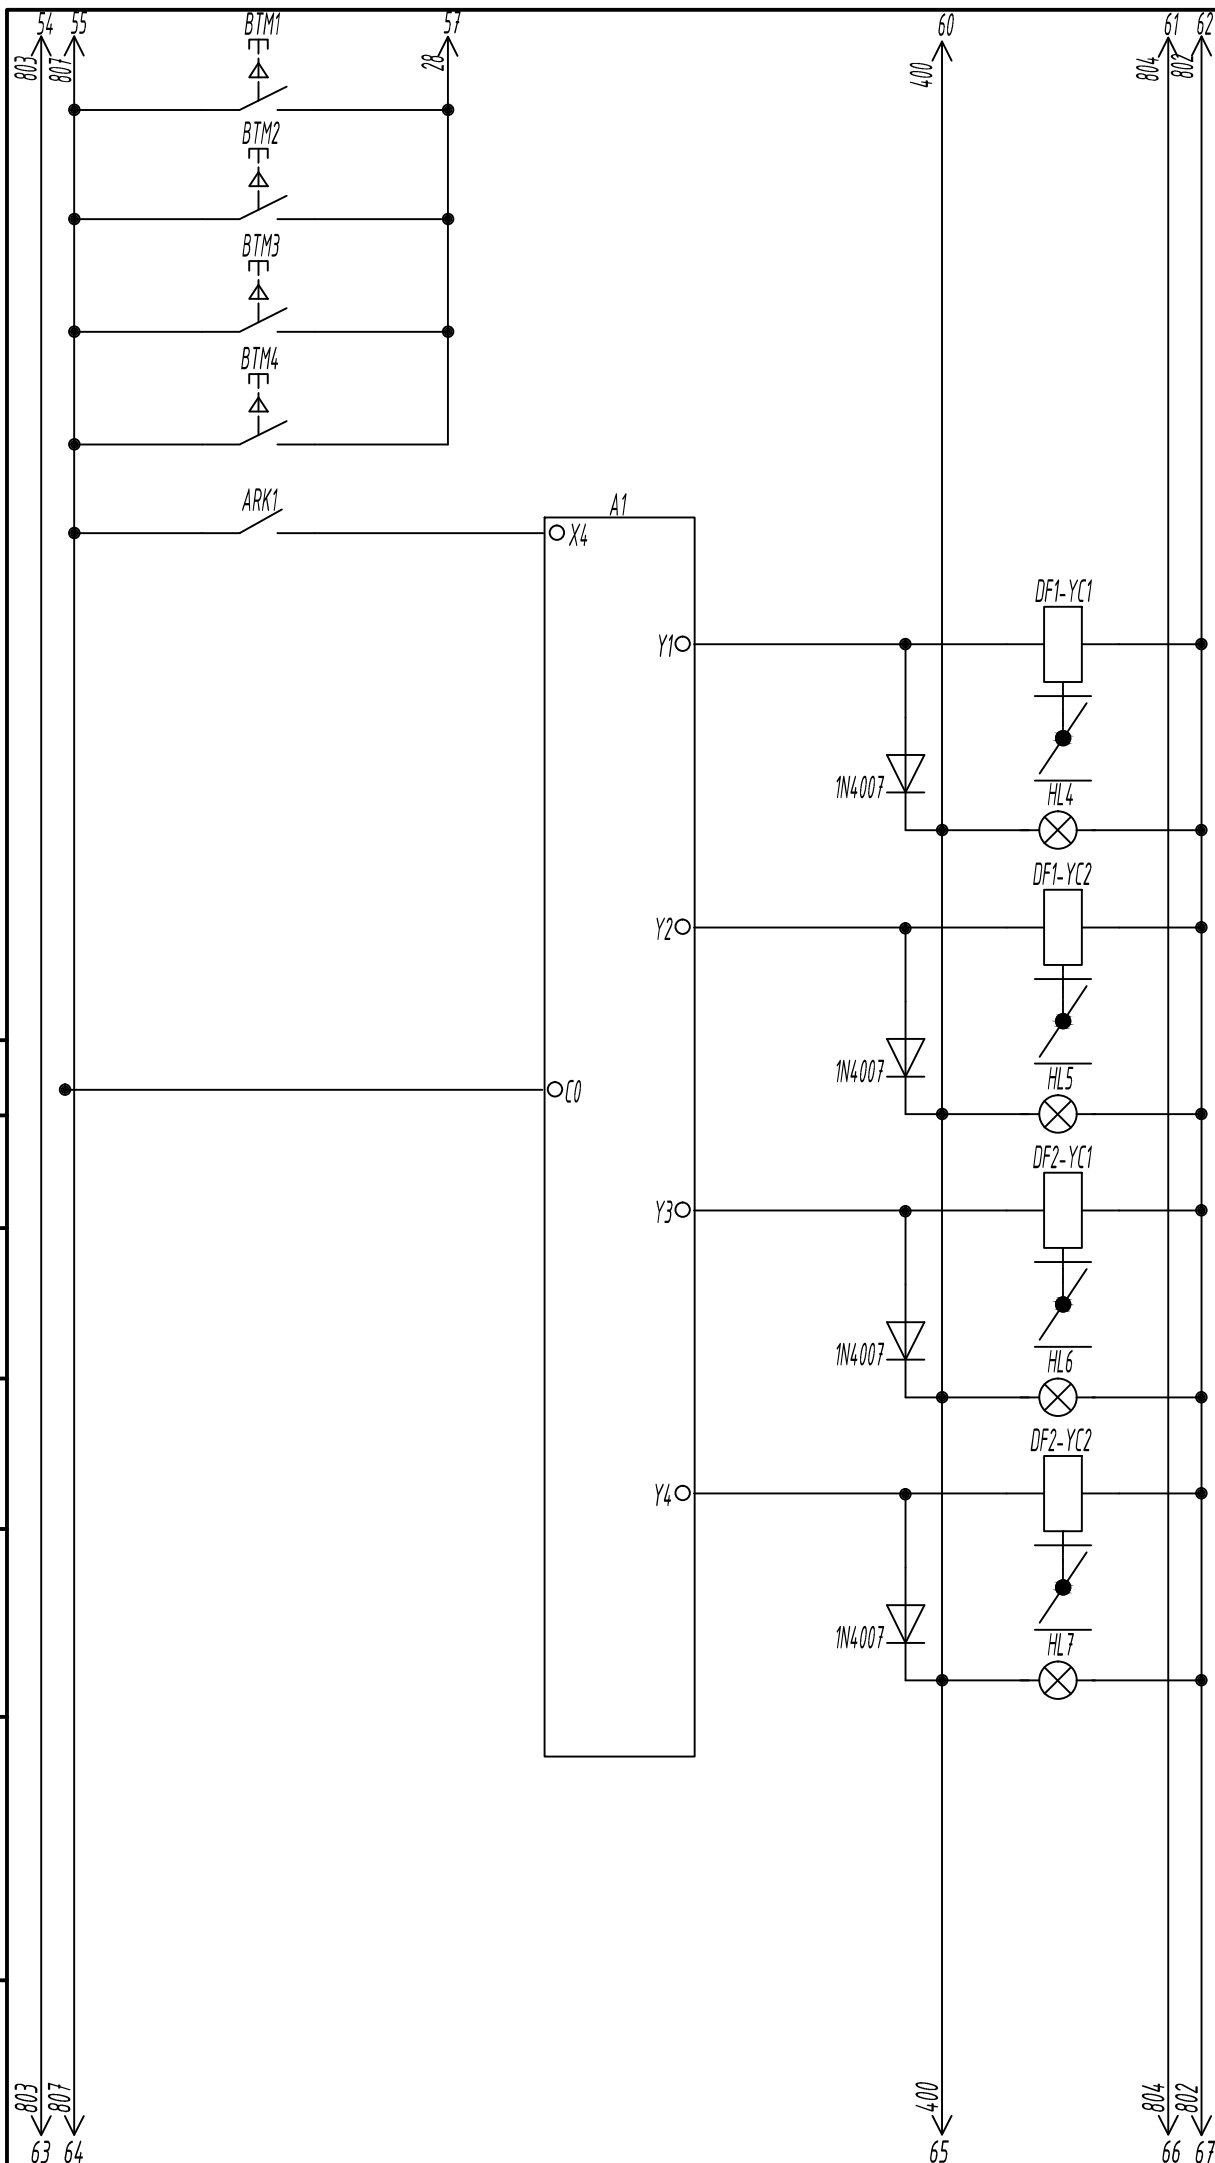 54 55 BTM1 57 60 61 62
803 807 28 400 804 802
BTM2
BTM3
BTM4
ARK1
A1
X4
DF1-YC1
Y1
1N4007
HL4
DF1-YC2
Y2
1N4007
HL5
C0
DF2-YC1
Y3
1N4007
HL6
DF2-YC2
Y4
1N4007
HL7
803 807 400 804 802
63 64 65 66 67